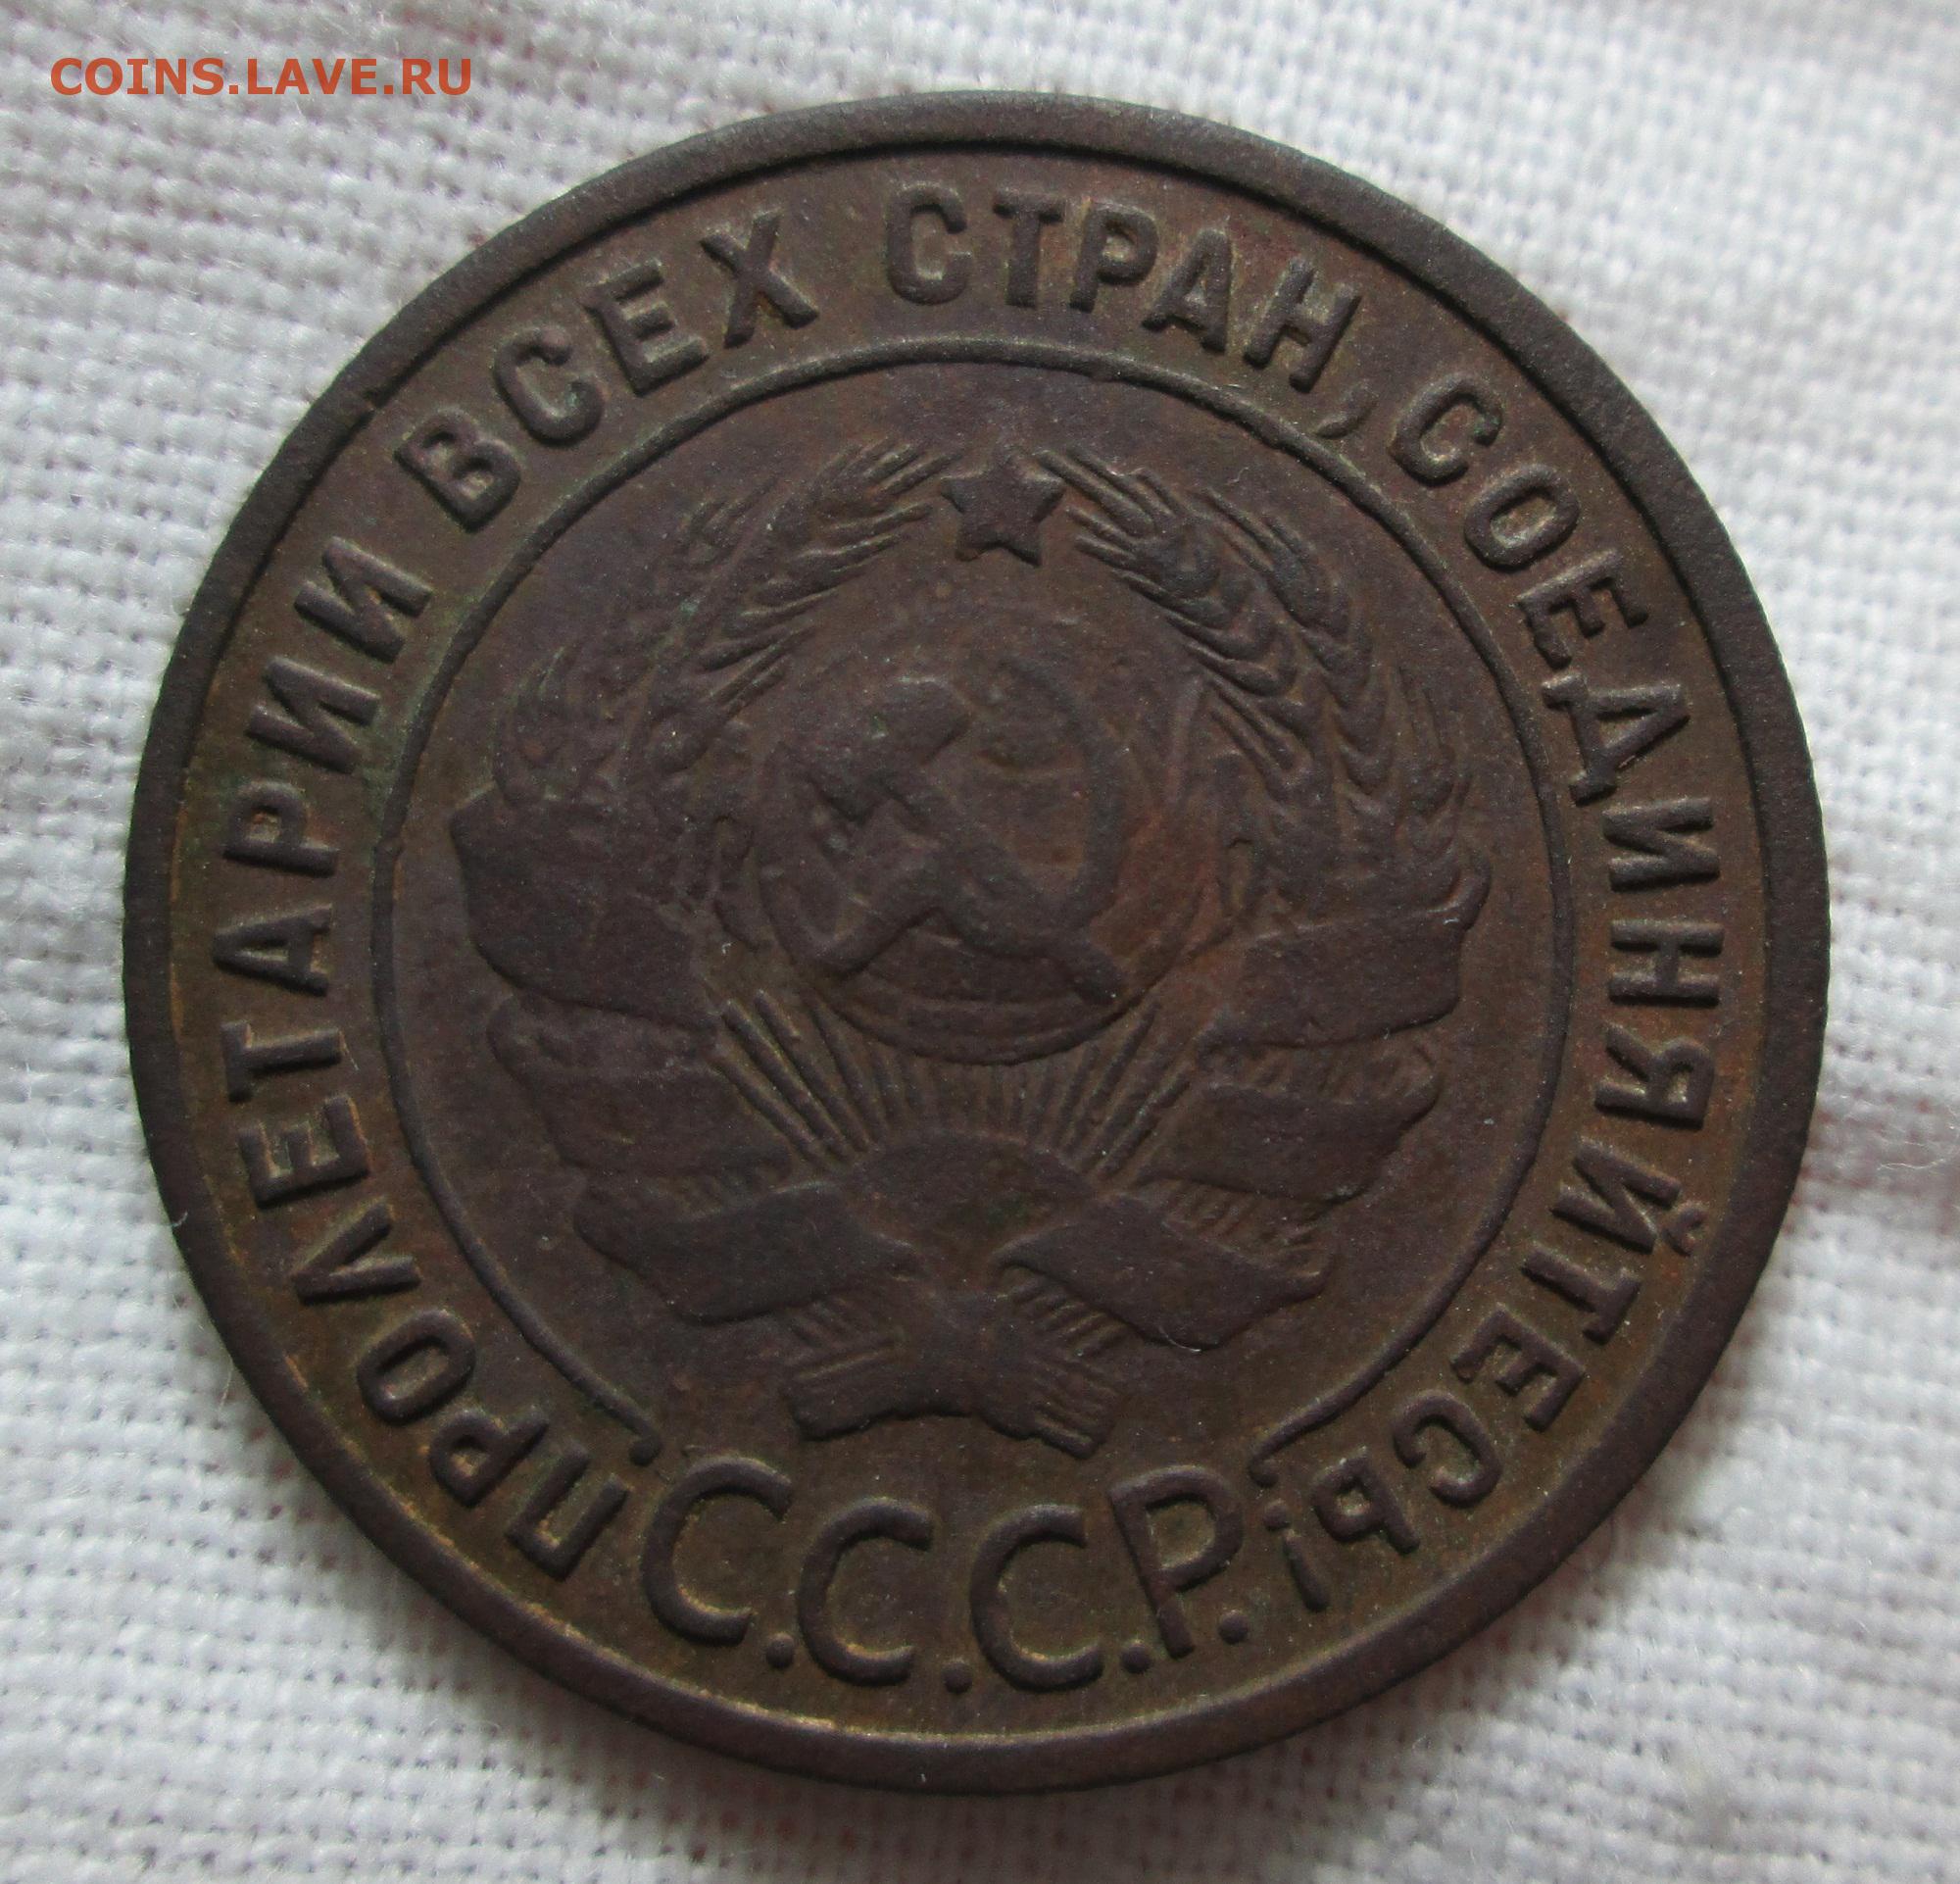 COINS.LAVE.RU
ПРОЛЕТАРИИ ВСЕХ СТРАН, СОЕДИНЯЙТЕСЬ!
С.С.С.Р.